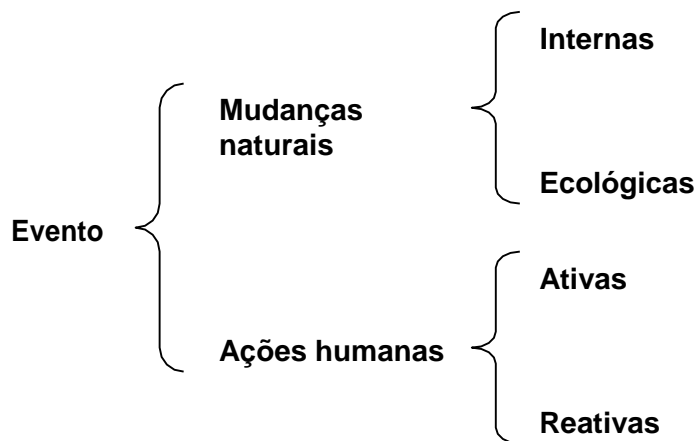 Evento
Mudanças
naturais
Internas
Ecológicas
Ações humanas
Ativas
Reativas